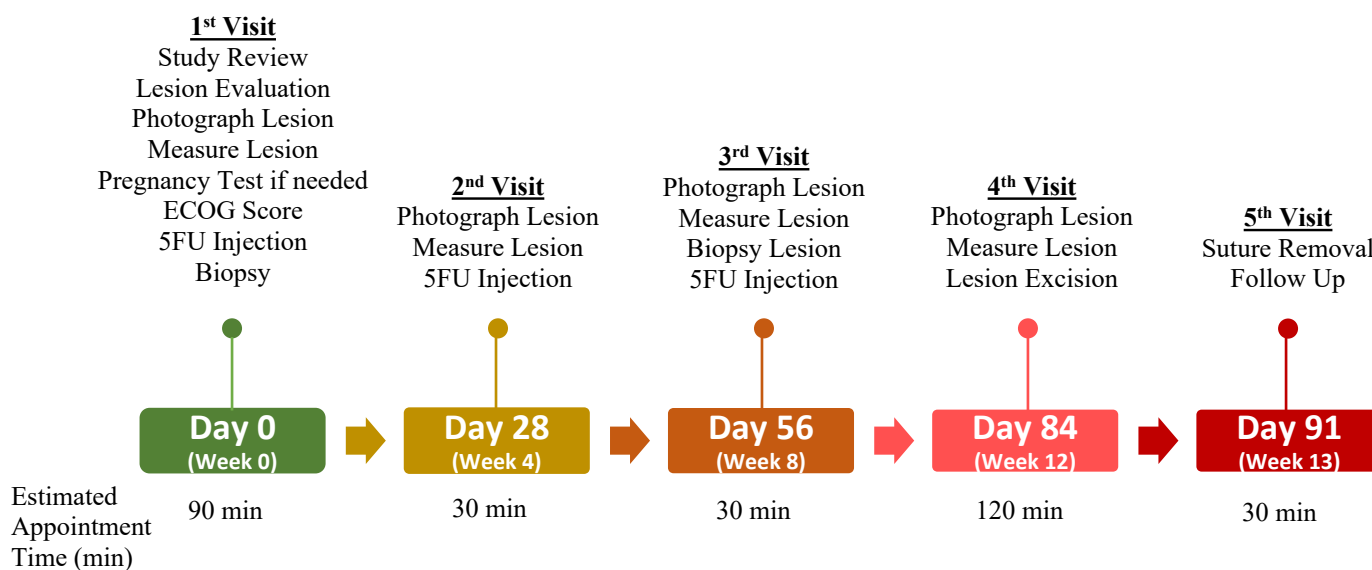 1st Visit
Study Review
Lesion Evaluation
Photograph Lesion
Measure Lesion
Pregnancy Test if needed
ECOG Score
5FU Injection
Biopsy
2nd Visit
Photograph Lesion
Measure Lesion
5FU Injection
3rd Visit
Photograph Lesion
Measure Lesion
Biopsy Lesion
5FU Injection
4th Visit
Photograph Lesion
Measure Lesion
Lesion Excision
5th Visit
Suture Removal
Follow Up
Day 0
(Week 0)
Day 28
(Week 4)
Day 56
(Week 8)
Day 84
(Week 12)
Day 91
(Week 13)
Estimated
Appointment
Time (min)
90 min
30 min
30 min
120 min
30 min